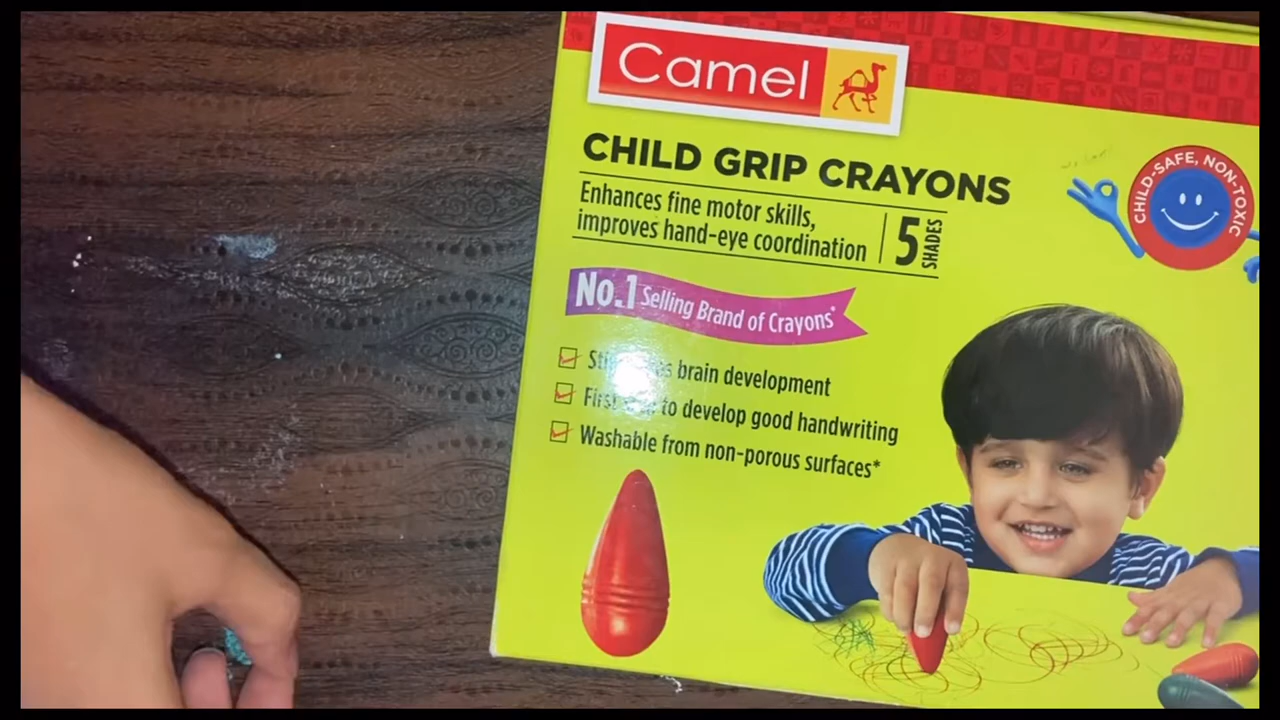 Camel
CHILD GRIP CRAYONS
Enhances fine motor skills,
improves hand-eye coordination
5 SHADES
CHILD-SAFE, NON-TOXIC
No.1 Selling Brand of Crayons*
brain development
First to develop good handwriting
Washable from non-porous surfaces*